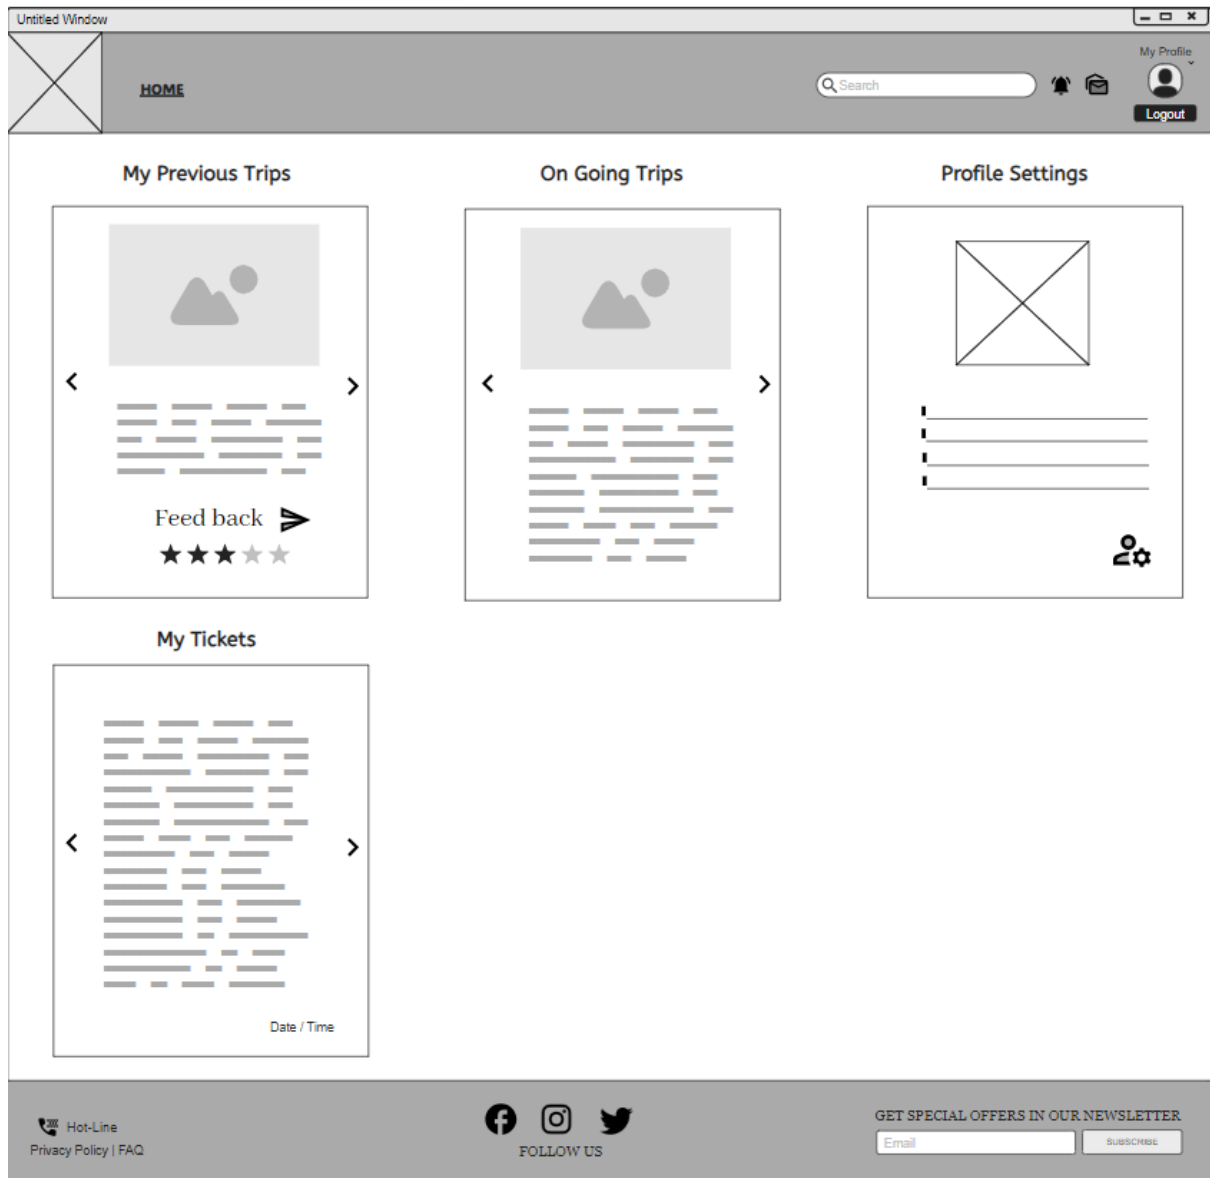 Untitled Window
My Profile
HOME
Search
Logout
My Previous Trips
On Going Trips
Profile Settings
Feed back
My Tickets
Date / Time
Hot-Line
Privacy Policy | FAQ
FOLLOW US
GET SPECIAL OFFERS IN OUR NEWSLETTER
Email
SUBSCRIBE